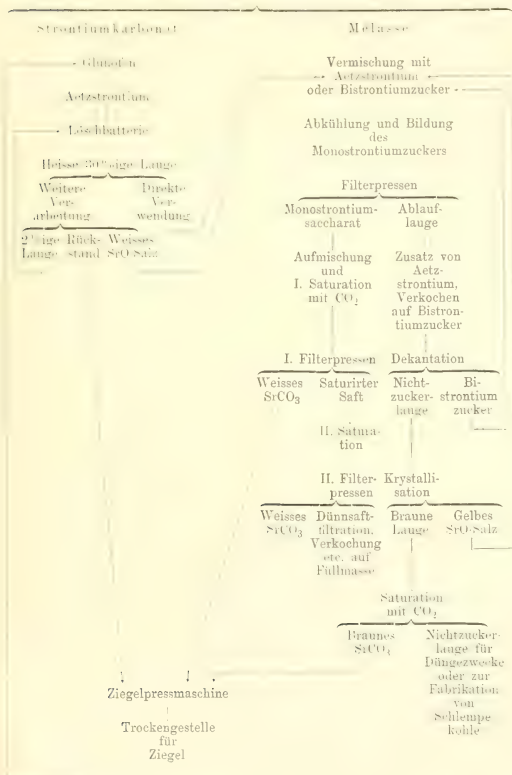 Strontiumkarbonat
Glühofen
Aetzstrontium
Löschbatterie
Heisse 30%ige Lauge
Weitere Ver-
arbeitung
Direkte Ver-
wendung
2%ige Lauge
Rück-
stand
Weisses
SrO-Salz
Melasse
Vermischung mit
Aetzstrontium
oder Bistrontiumzucker
Abkühlung und Bildung
des
Monostrontiumzuckers
Filterpressen
Monostrontium-
saccharat
Ablauf-
lauge
Aufmischung
und
I. Saturation
mit CO2
Zusatz von
Aetz-
strontium,
Verkochen
auf Bistron-
tiumzucker
I. Filterpressen
Dekantation
Weisses
SrCO3
Saturirter
Saft
Nicht-
zucker-
lauge
Bi-
strontium
zucker
II. Satura-
tion
II. Filter-
pressen
Krystalli-
sation
Weisses
SrCO3
Dünnsaft-
filtration,
Verkochung
etc. auf
Füllmasse
Braune
Lauge
Gelbes
SrO-Salz
Saturation
mit CO2
Braunes
SrCO3
Nichtzucker-
lauge für
Düngezwecke
oder zur
Fabrikation
von
Schlempe
kohle
Ziegelpressmaschine
Trockengestelle
für
Ziegel